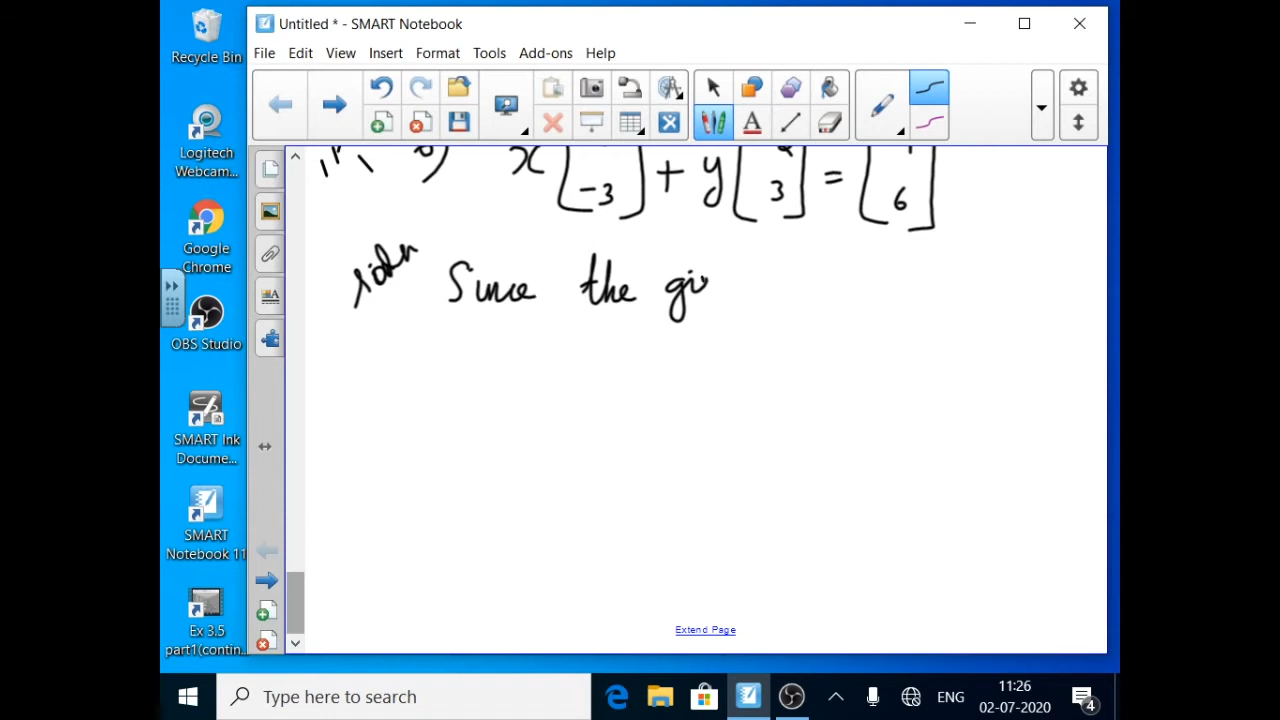 Recycle Bin
Logitech Webcam...
Google Chrome
OBS Studio
SMART Ink Docume...
SMART Notebook 11
Ex 3.5 part1(contin...
Untitled * - SMART Notebook
File Edit View Insert Format Tools Add-ons Help
x [ -3 ] + y [ 3 ] = [ 6 ]
Since the gi
Extend Page
Type here to search
ENG
11:26
02-07-2020
4